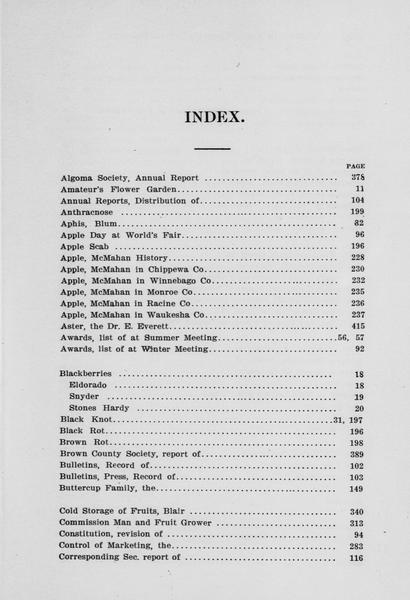 INDEX.
PAGE
Algoma Society, Annual Report ................................ 378
Amateur's Flower Garden...................................... 11
Annual Reports, Distribution of................................ 104
Anthracnose .................................................. 199
Aphis, Blum................................................... 82
Apple Day at World's Fair..................................... 96
Apple Scab ................................................... 196
Apple, McMahan History........................................ 228
Apple, McMahan in Chippewa Co................................. 230
Apple, McMahan in Winnebago Co................................ 232
Apple, McMahan in Monroe Co................................... 235
Apple, McMahan in Racine Co................................... 236
Apple, McMahan in Waukesha Co................................. 237
Aster, the Dr. E. Everett..................................... 415
Awards, list of at Summer Meeting............................56, 57
Awards, list of at Winter Meeting............................. 92
Blackberries ................................................. 18
Eldorado ..................................................... 18
Snyder ....................................................... 19
Stones Hardy ................................................. 20
Black Knot...................................................31, 197
Black Rot..................................................... 196
Brown Rot..................................................... 198
Brown County Society, report of............................... 389
Bulletins, Record of.......................................... 102
Bulletins, Press, Record of................................... 103
Buttercup Family, the......................................... 149
Cold Storage of Fruits, Blair ................................ 340
Commission Man and Fruit Grower .............................. 313
Constitution, revision of .................................... 94
Control of Marketing, the..................................... 283
Corresponding Sec. report of ................................. 116